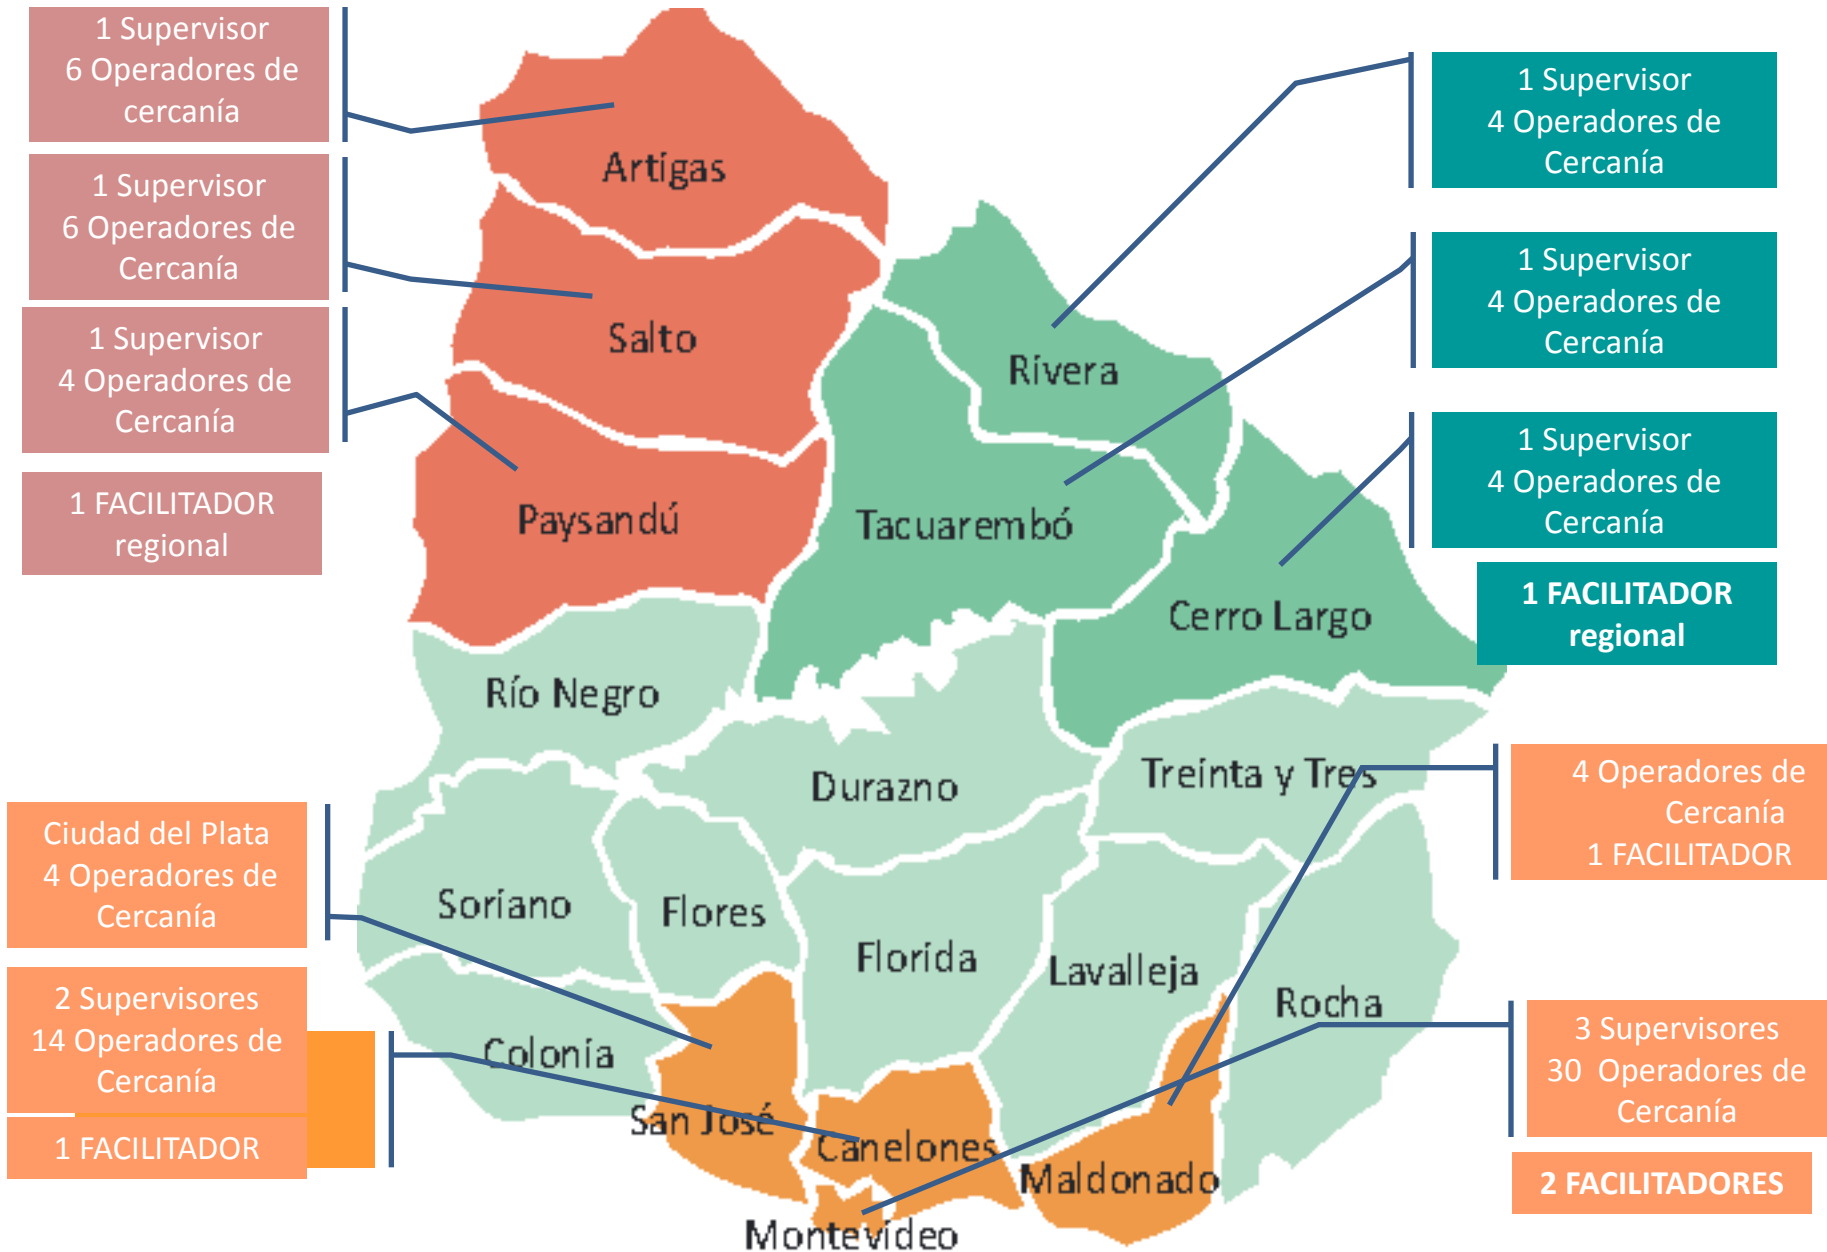 1 Supervisor
6 Operadores de
cercanía
1 Supervisor
6 Operadores de
Cercanía
1 Supervisor
4 Operadores de
Cercanía
1 FACILITADOR
regional
Ciudad del Plata
4 Operadores de
Cercanía
2 Supervisores
14 Operadores de
Cercanía
1 FACILITADOR
Artigas
Salto
Paysandú
Rivera
Tacuarembó
Cerro Largo
Río Negro
Durazno
Treinta y Tres
Soriano
Flores
Florida
Lavalleja
Rocha
Colonia
San José
Canelones
Maldonado
Montevideo
1 Supervisor
4 Operadores de
Cercanía
1 Supervisor
4 Operadores de
Cercanía
1 Supervisor
4 Operadores de
Cercanía
1 FACILITADOR
regional
4 Operadores de
Cercanía
1 FACILITADOR
3 Supervisores
30 Operadores de
Cercanía
2 FACILITADORES